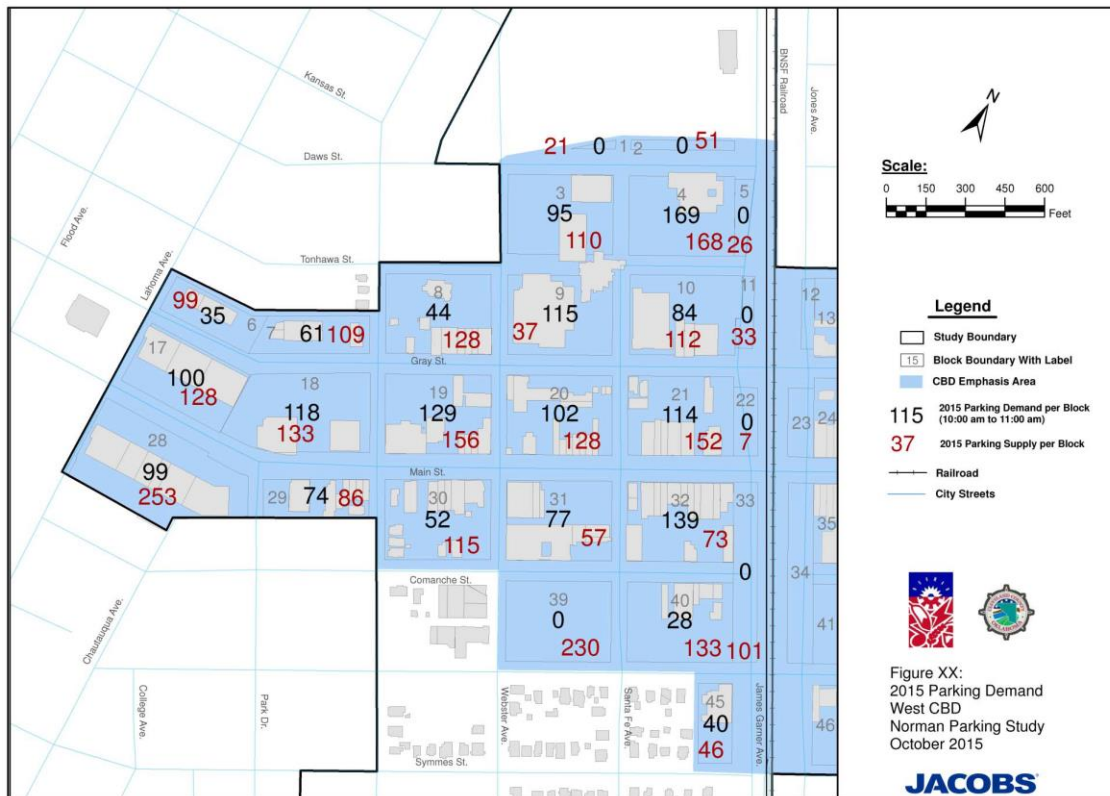 Kansas St.
BNSF Railroad
Jones Ave.
N
Daws St.
21 0 1 2 0 51
Flood Ave.
Lahoma Ave.
3 4 5
95 169 0
110 168 26
Tonhawa St.
99 35 6 7 61 109
8 9 10 11 12 13
44 115 84 0
128 37 112 33
Gray St.
17 18 19 20 21 22 23 24
100 118 129 102 114 0
128 133 156 128 152 7
Main St.
28 29 30 31 32 33 35
99 74 86 52 77 139
253 115 57 73
0 34
Comanche St.
39 40 41
0 28
230 133 101
Chautauqua Ave.
College Ave.
Park Dr.
Webster Ave.
Santa Fe Ave.
James Garner Ave.
45 46
40
46
Symmes St.
Scale:
0 150 300 450 600
Feet
Legend
Study Boundary
15 Block Boundary With Label
CBD Emphasis Area
115 2015 Parking Demand per Block
(10:00 am to 11:00 am)
37 2015 Parking Supply per Block
Railroad
City Streets
Figure XX:
2015 Parking Demand
West CBD
Norman Parking Study
October 2015
JACOBS